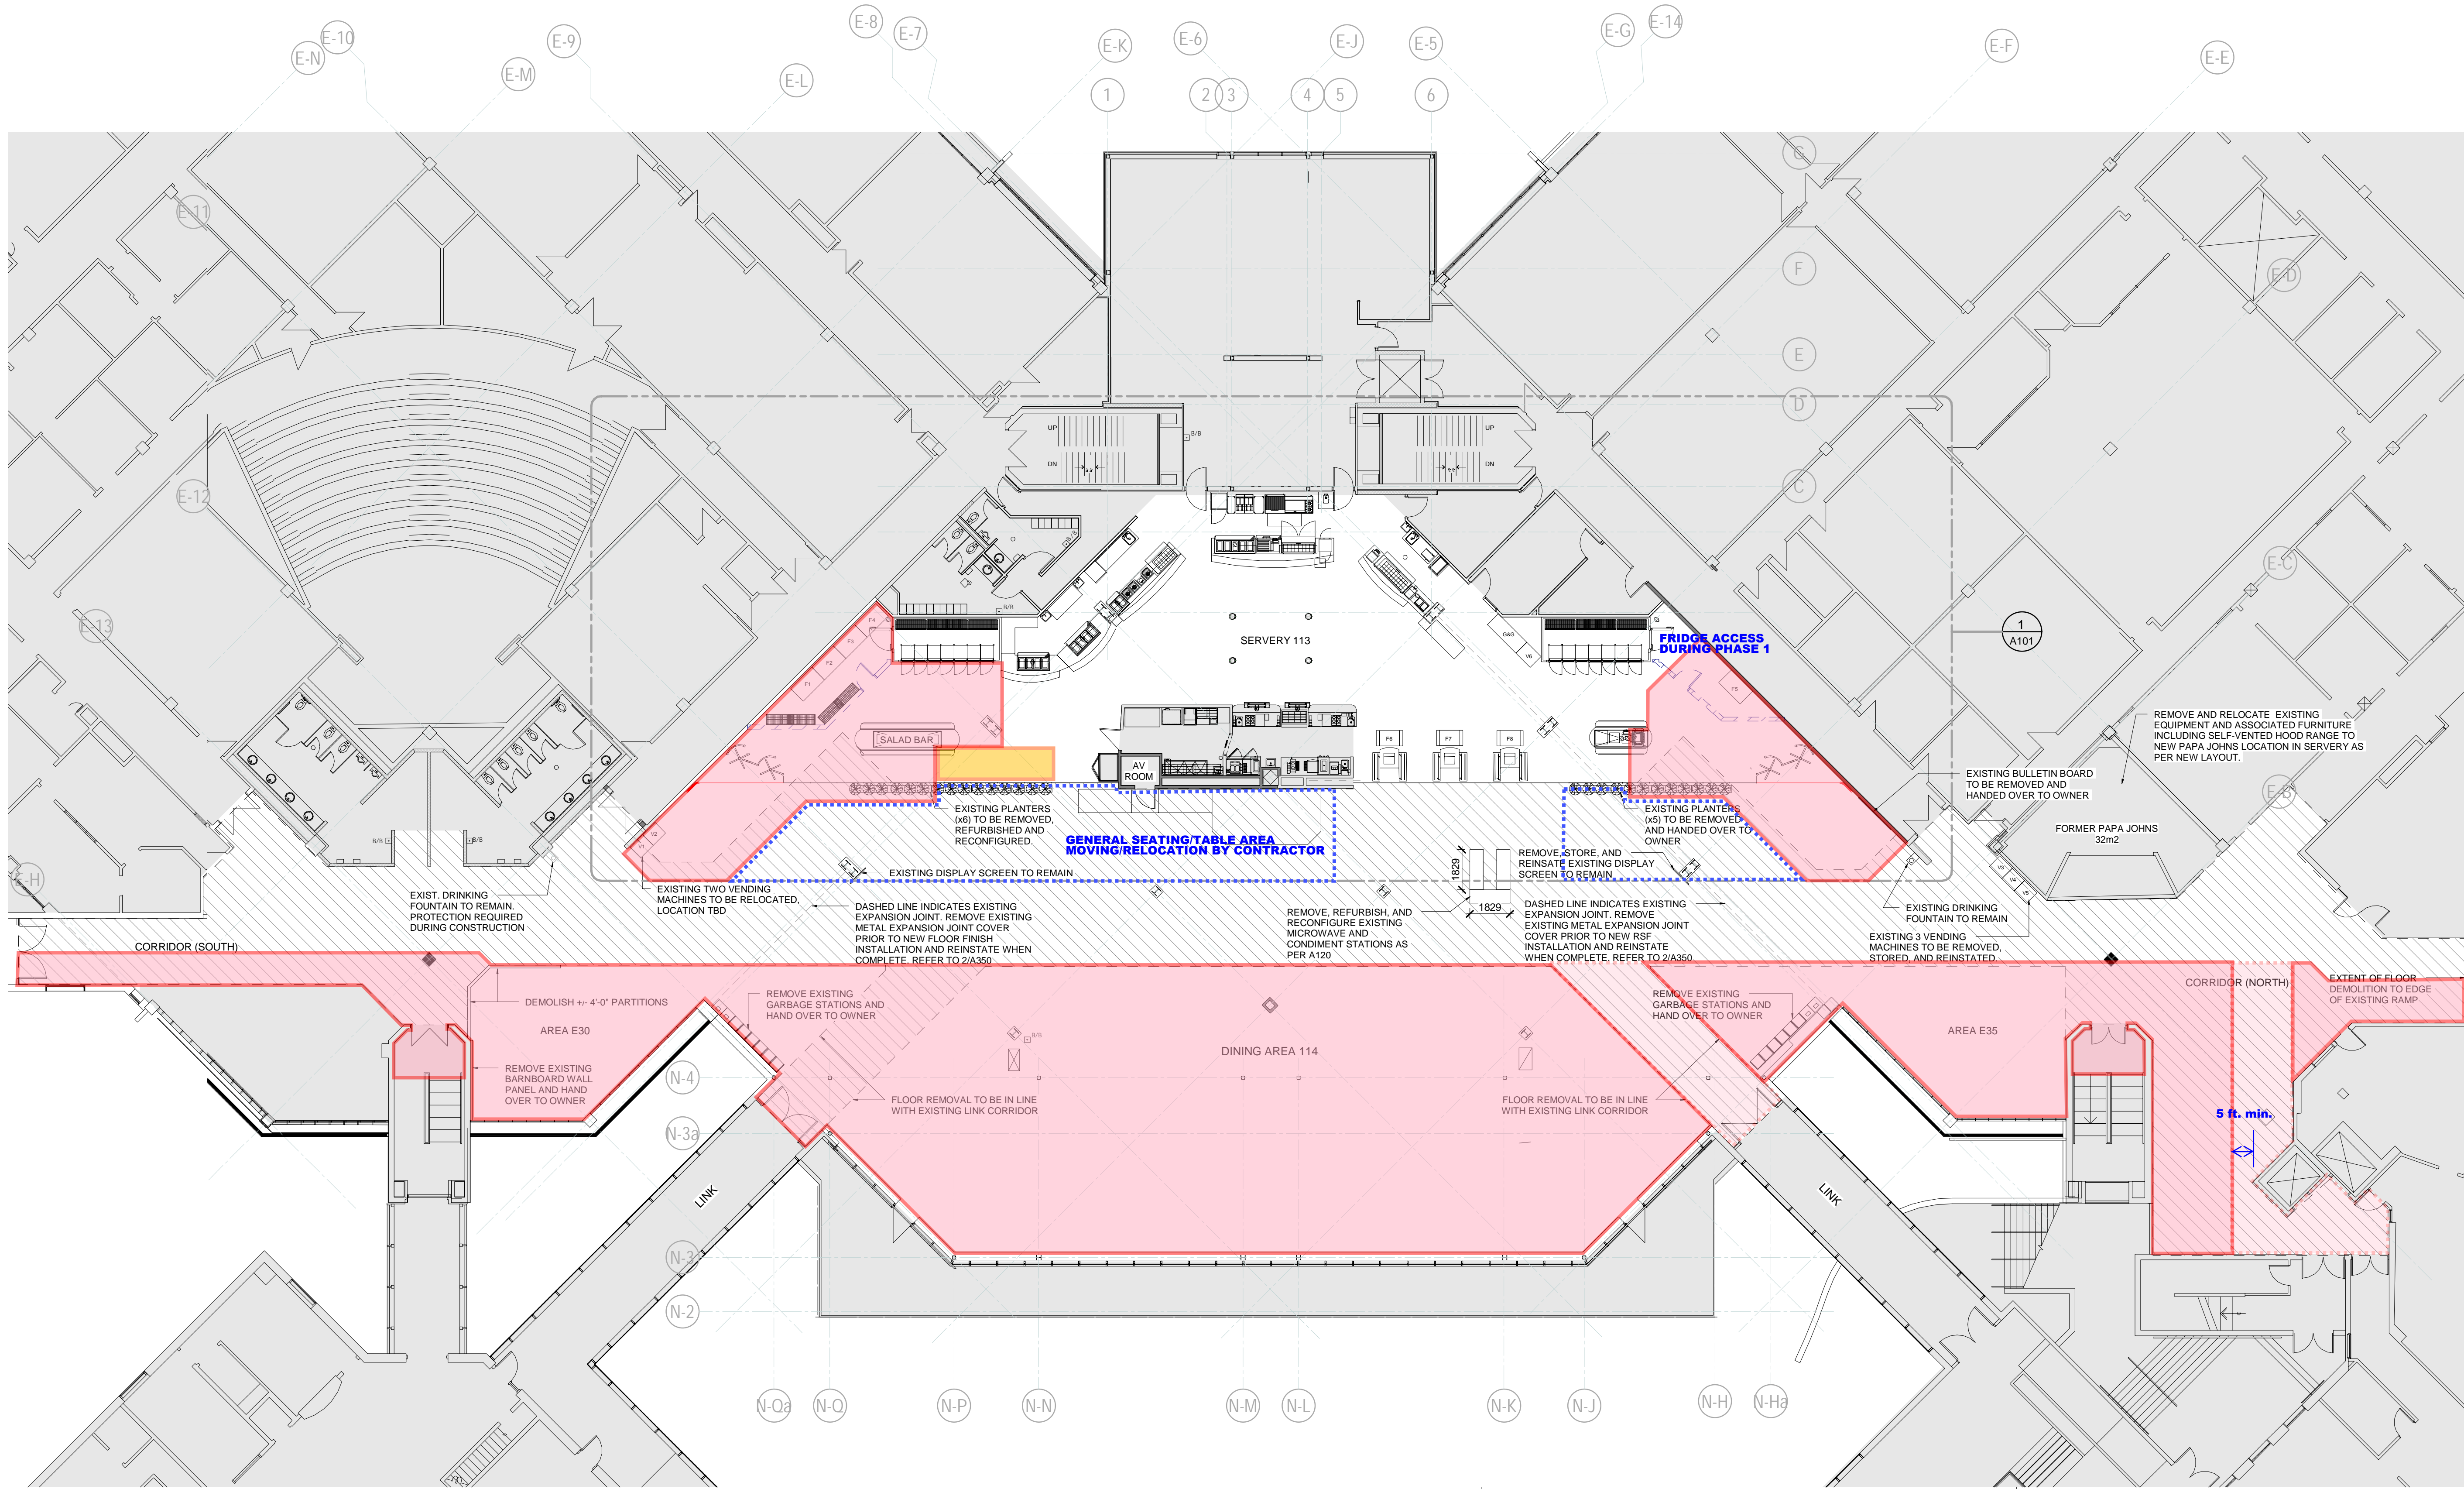 E-N
E-10
E-M
E-9
E-L
E-8
E-7
E-K
E-6
E-J
E-5
E-G
E-14
E-F
E-E
1
2
3
4
5
6
G
F
E
D
C
E-11
E-12
E-13
E-H
E-D
E-C
E-B
UP
DN
UP
DN
B/B
B/B
B/B
B/B
B/B
B/B
SERVERY 113
1
A101
FRIDGE ACCESS
DURING PHASE 1
F4
F3
F2
F1
G&G
V6
F5
F6
F7
F8
SALAD BAR
AV
ROOM
V2
V1
V3
V4
V5
REMOVE AND RELOCATE EXISTING
EQUIPMENT AND ASSOCIATED FURNITURE
INCLUDING SELF-VENTED HOOD RANGE TO
NEW PAPA JOHNS LOCATION IN SERVERY AS
PER NEW LAYOUT.
EXISTING BULLETIN BOARD
TO BE REMOVED AND
HANDED OVER TO OWNER
FORMER PAPA JOHNS
32m2
EXISTING PLANTERS
(x6) TO BE REMOVED,
REFURBISHED AND
RECONFIGURED.
GENERAL SEATING/TABLE AREA
MOVING/RELOCATION BY CONTRACTOR
EXISTING PLANTERS
(x5) TO BE REMOVED
AND HANDED OVER TO
OWNER
REMOVE, STORE, AND
REINSATE EXISTING DISPLAY
SCREEN TO REMAIN
1829
1829
EXISTING DISPLAY SCREEN TO REMAIN
EXIST. DRINKING
FOUNTAIN TO REMAIN.
PROTECTION REQUIRED
DURING CONSTRUCTION
EXISTING TWO VENDING
MACHINES TO BE RELOCATED,
LOCATION TBD
DASHED LINE INDICATES EXISTING
EXPANSION JOINT. REMOVE EXISTING
METAL EXPANSION JOINT COVER
PRIOR TO NEW FLOOR FINISH
INSTALLATION AND REINSTATE WHEN
COMPLETE. REFER TO 2/A350
REMOVE, REFURBISH, AND
RECONFIGURE EXISTING
MICROWAVE AND
CONDIMENT STATIONS AS
PER A120
DASHED LINE INDICATES EXISTING
EXPANSION JOINT. REMOVE
EXISTING METAL EXPANSION JOINT
COVER PRIOR TO NEW RSF
INSTALLATION AND REINSTATE
WHEN COMPLETE. REFER TO 2/A350
EXISTING DRINKING
FOUNTAIN TO REMAIN
EXISTING 3 VENDING
MACHINES TO BE REMOVED,
STORED, AND REINSTATED.
CORRIDOR (SOUTH)
CORRIDOR (NORTH)
EXTENT OF FLOOR
DEMOLITION TO EDGE
OF EXISTING RAMP
DEMOLISH +/- 4'-0" PARTITIONS
AREA E30
REMOVE EXISTING
BARNBOARD WALL
PANEL AND HAND
OVER TO OWNER
REMOVE EXISTING
GARBAGE STATIONS AND
HAND OVER TO OWNER
B/B
DINING AREA 114
REMOVE EXISTING
GARBAGE STATIONS AND
HAND OVER TO OWNER
AREA E35
FLOOR REMOVAL TO BE IN LINE
WITH EXISTING LINK CORRIDOR
FLOOR REMOVAL TO BE IN LINE
WITH EXISTING LINK CORRIDOR
5 ft. min.
N-4
N-3a
N-3
N-2
LINK
LINK
N-Qa
N-Q
N-P
N-N
N-M
N-L
N-K
N-J
N-H
N-Ha